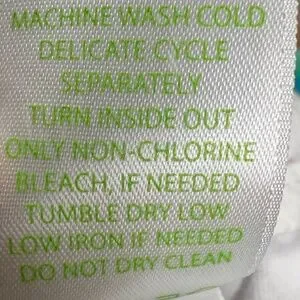 MACHINE WASH COLD
DELICATE CYCLE
SEPARATELY
TURN INSIDE OUT
ONLY NON-CHLORINE
BLEACH, IF NEEDED
TUMBLE DRY LOW
LOW IRON IF NEEDED
DO NOT DRY CLEAN